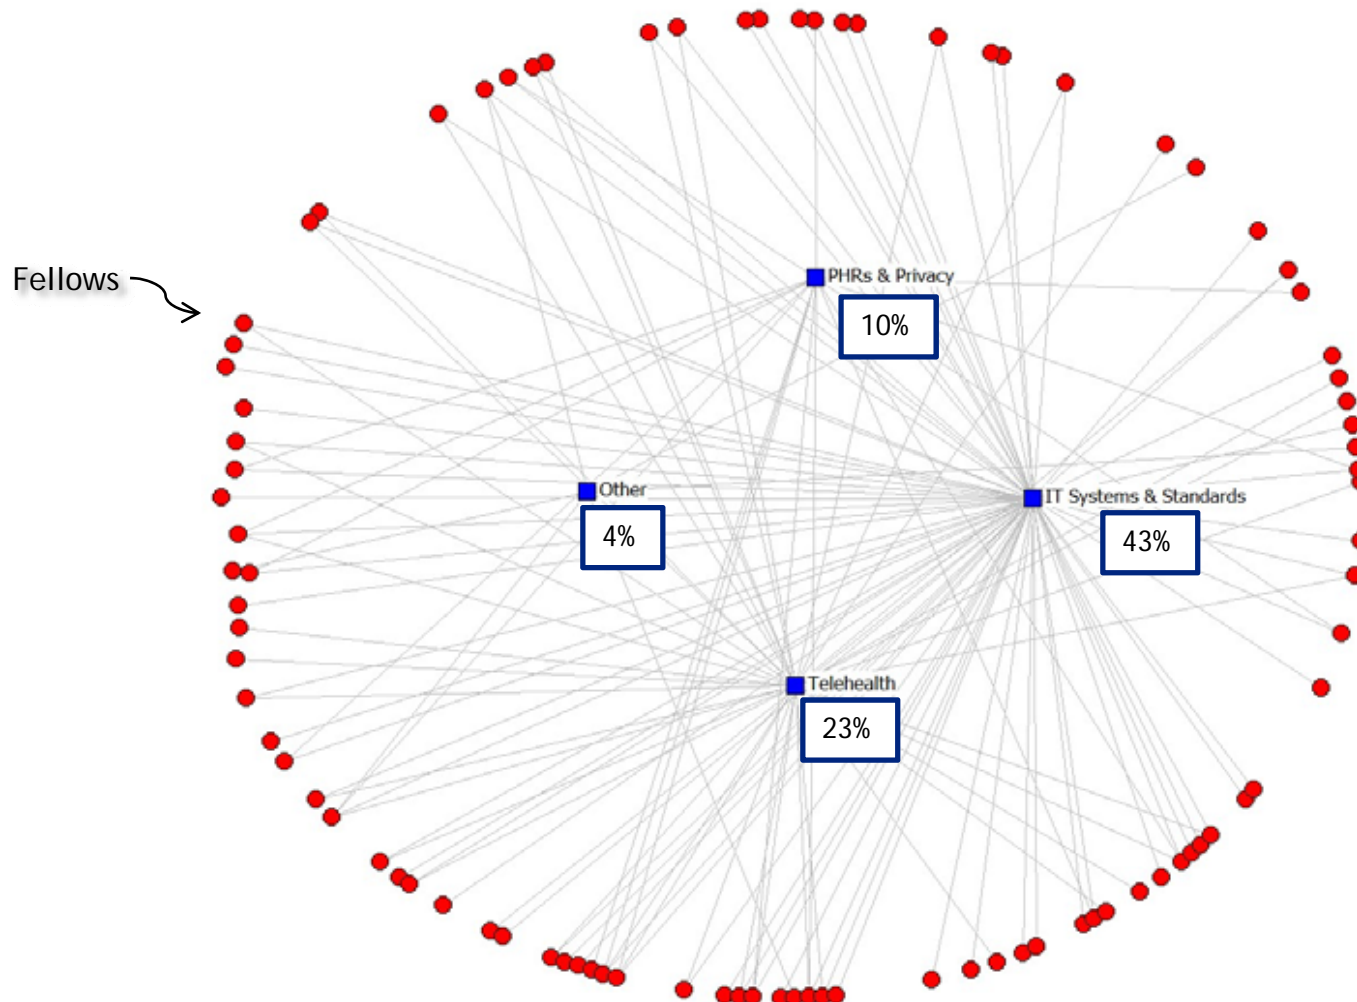 Fellows
PHRs & Privacy
10%
Other
4%
IT Systems & Standards
43%
Telehealth
23%